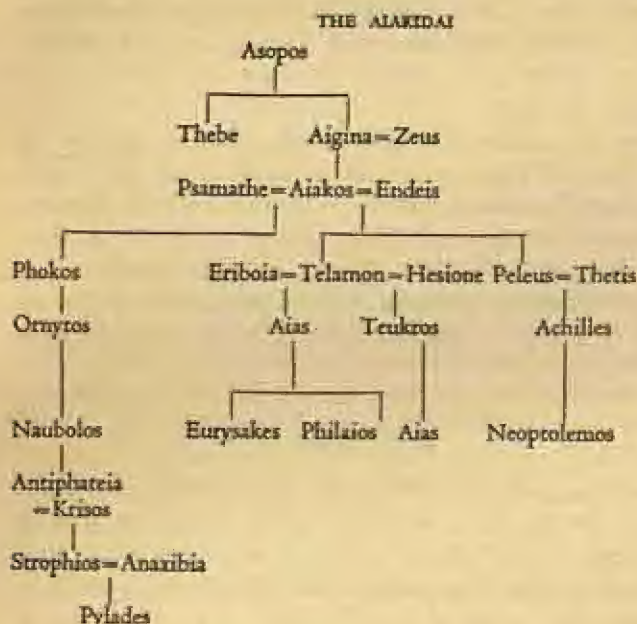 THE AIAKIDAI
Asopos
Thebe Aigina=Zeus
Psamathe=Aiakos=Endeis
Phokos Eriboia=Telamon=Hesione Peleus=Thetis
Ornytos Aias Teukros Achilles
Naubolos Eurysakes Philaios Aias Neoptolemos
Antiphateia
=Krisos
Strophios=Anaxibia
Pylades